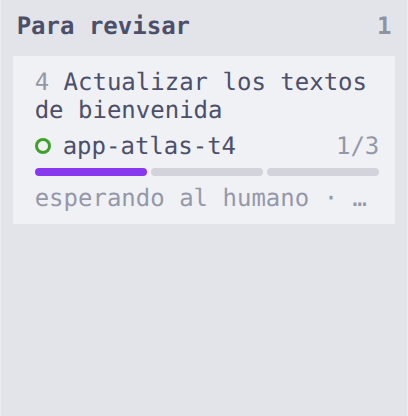 Para revisar 1
4 Actualizar los textos
de bienvenida
app-atlas-t4 1/3
esperando al humano · …